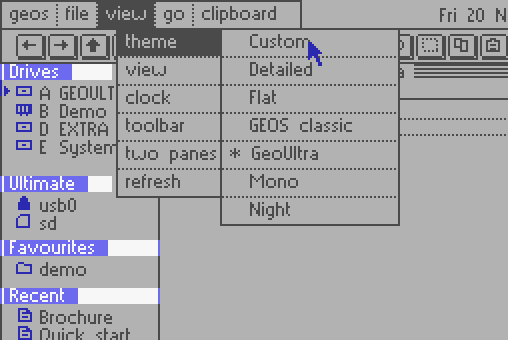 geos file view go clipboard Fri 20 N
theme
view
clock
toolbar
two panes
refresh
Custom
Detailed
Flat
GEOS classic
* GeoUltra
Mono
Night
Drives
A GEOULT
B Demo
D EXTRA
E System
Ultimate
usb0
sd
Favourites
demo
Recent
Brochure
Quick start